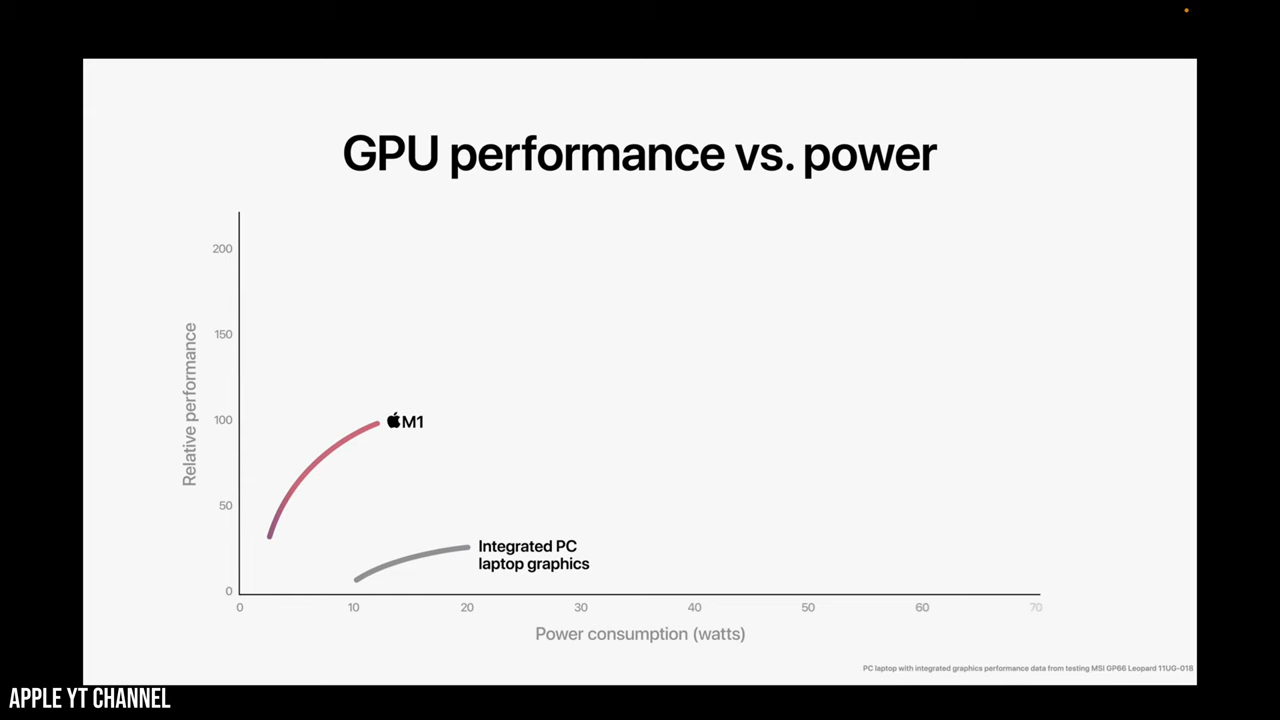 GPU performance vs. power
Relative performance
200
150
100
50
0
M1
Integrated PC
laptop graphics
0 10 20 30 40 50 60 70
Power consumption (watts)
PC laptop with integrated graphics performance data from testing MSI GP66 Leopard 11UG-018
APPLE YT CHANNEL